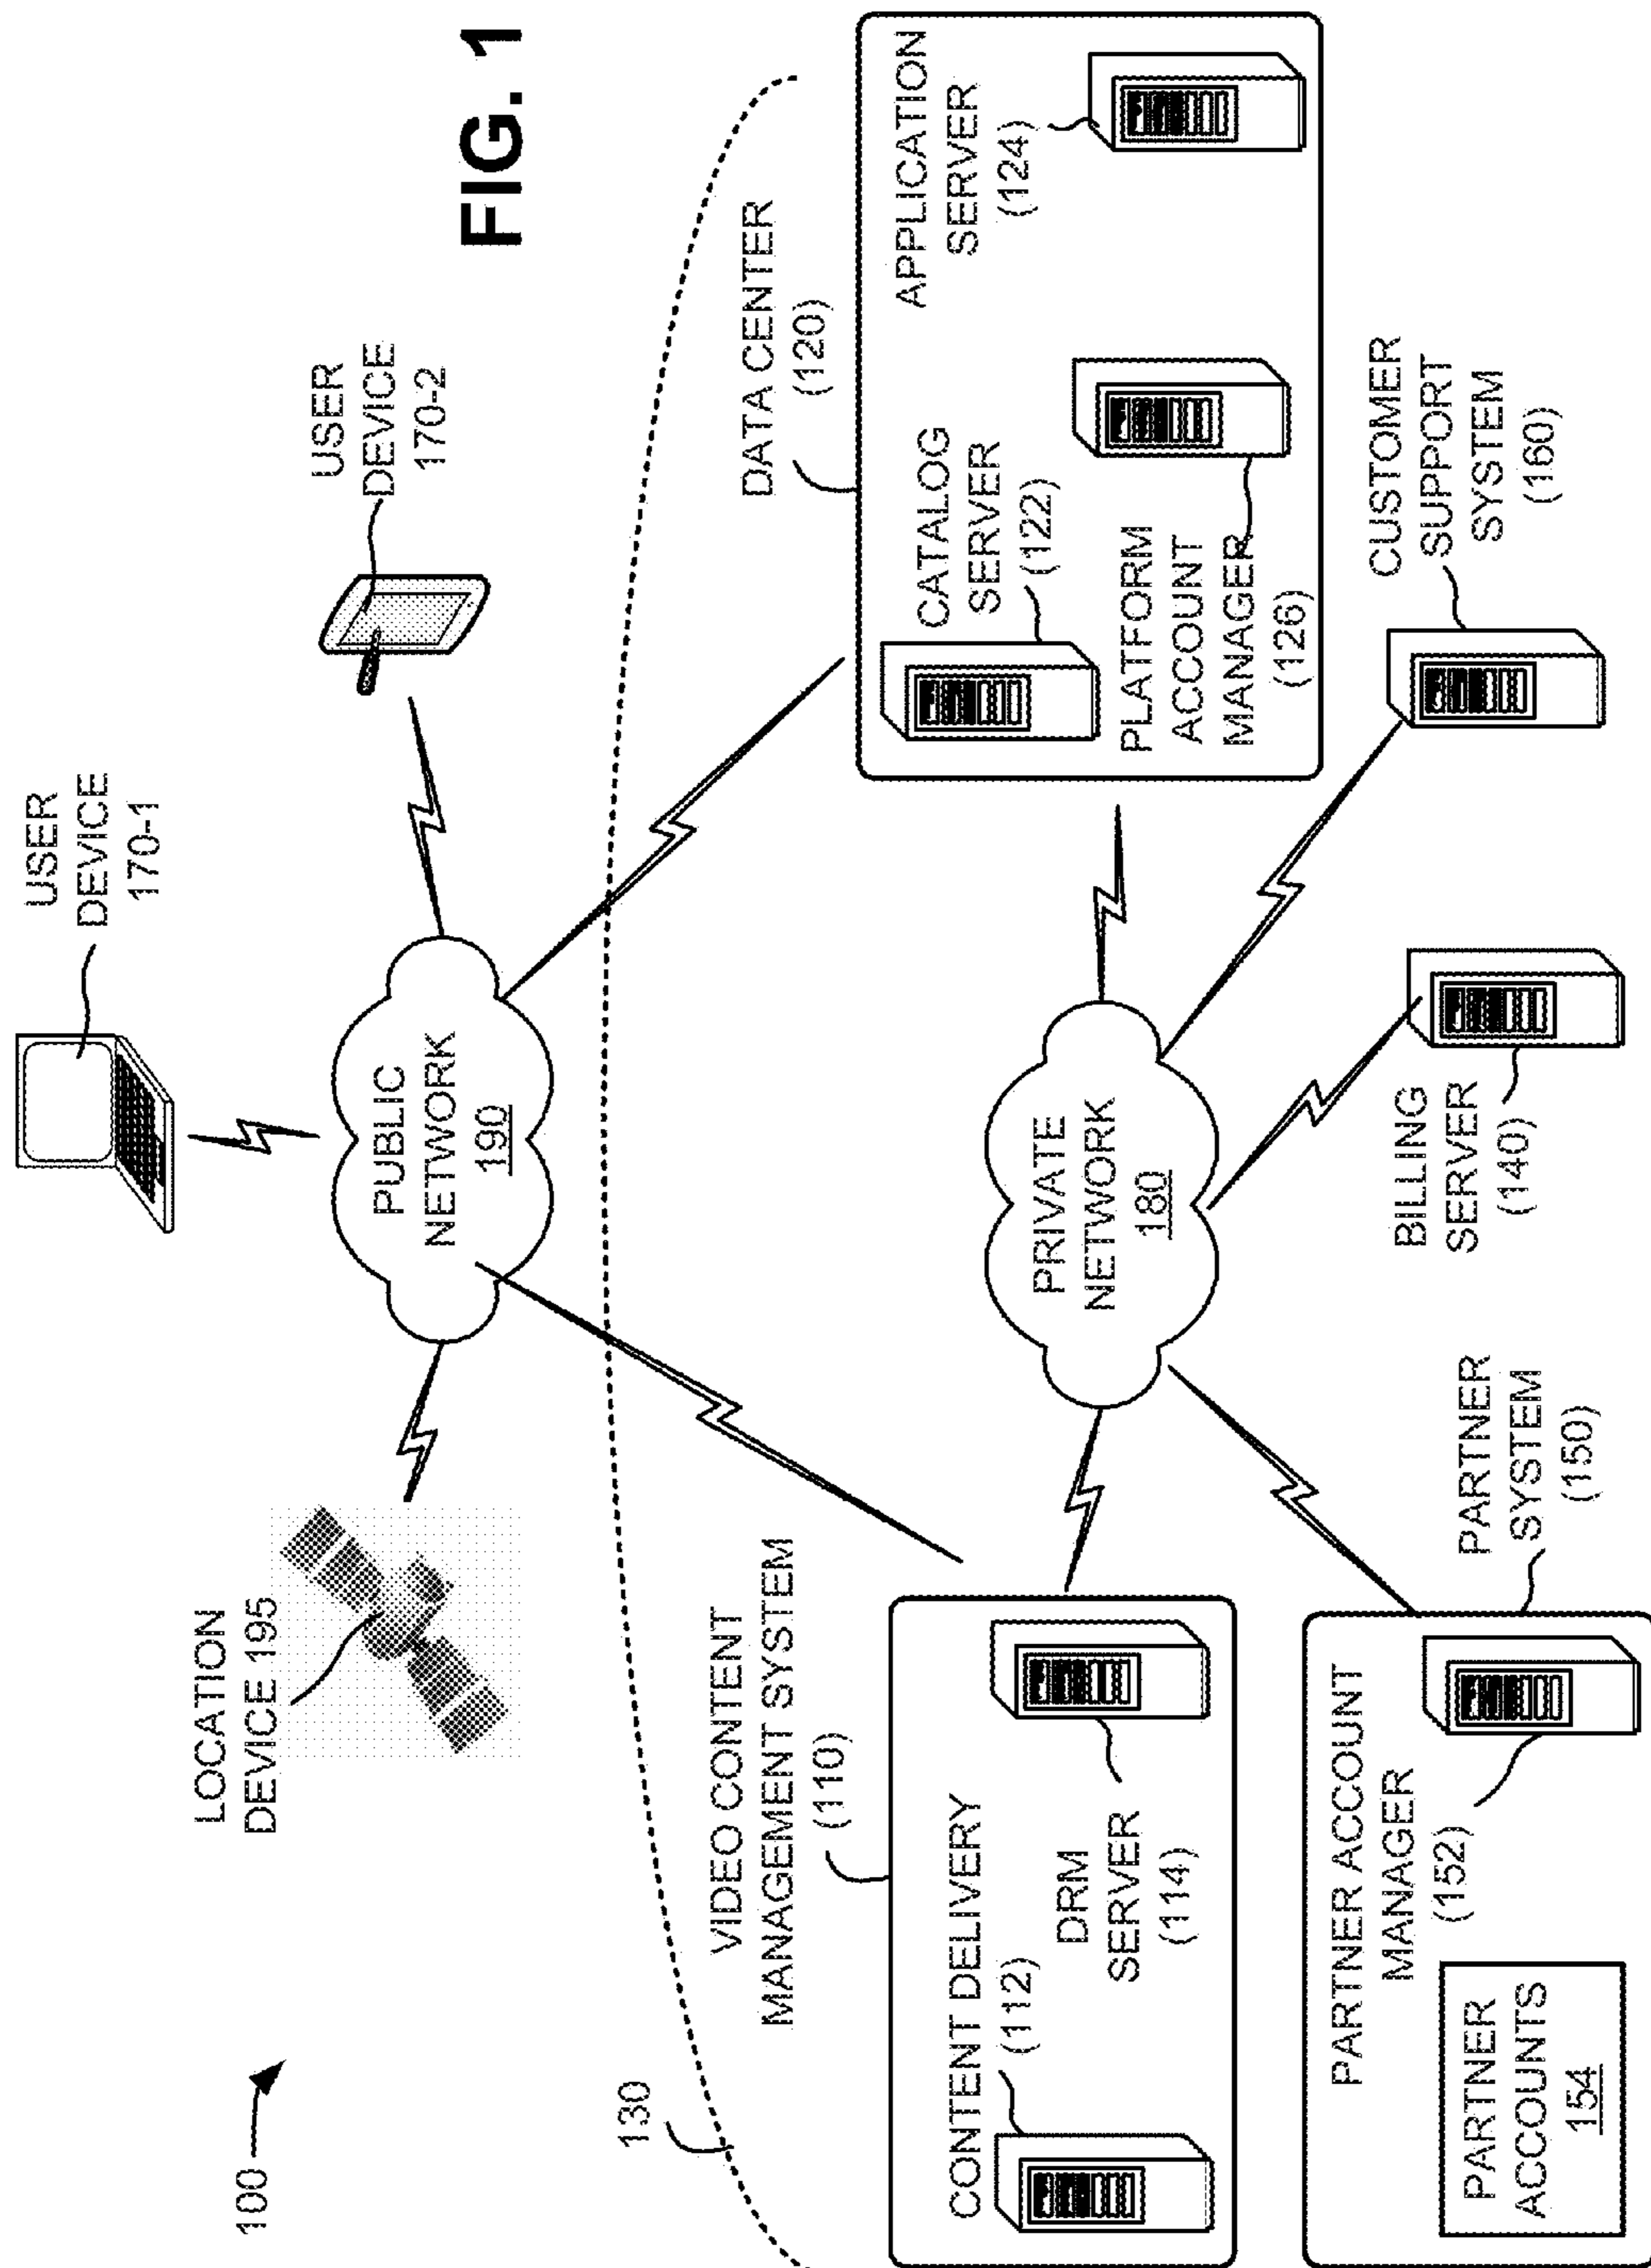 100
USER
DEVICE
170-1
LOCATION
DEVICE 195
PUBLIC
NETWORK
190
USER
DEVICE
170-2
FIG. 1
130
VIDEO CONTENT
MANAGEMENT SYSTEM
(110)
DATA CENTER
(120)
CONTENT DELIVERY
(112)
DRM
SERVER
(114)
PRIVATE
NETWORK
180
CATALOG
SERVER
(122)
APPLICATION
SERVER
(124)
PLATFORM
ACCOUNT
MANAGER
(126)
PARTNER ACCOUNT
MANAGER
(152)
PARTNER
ACCOUNTS
154
PARTNER
SYSTEM
(150)
BILLING
SERVER
(140)
CUSTOMER
SUPPORT
SYSTEM
(160)